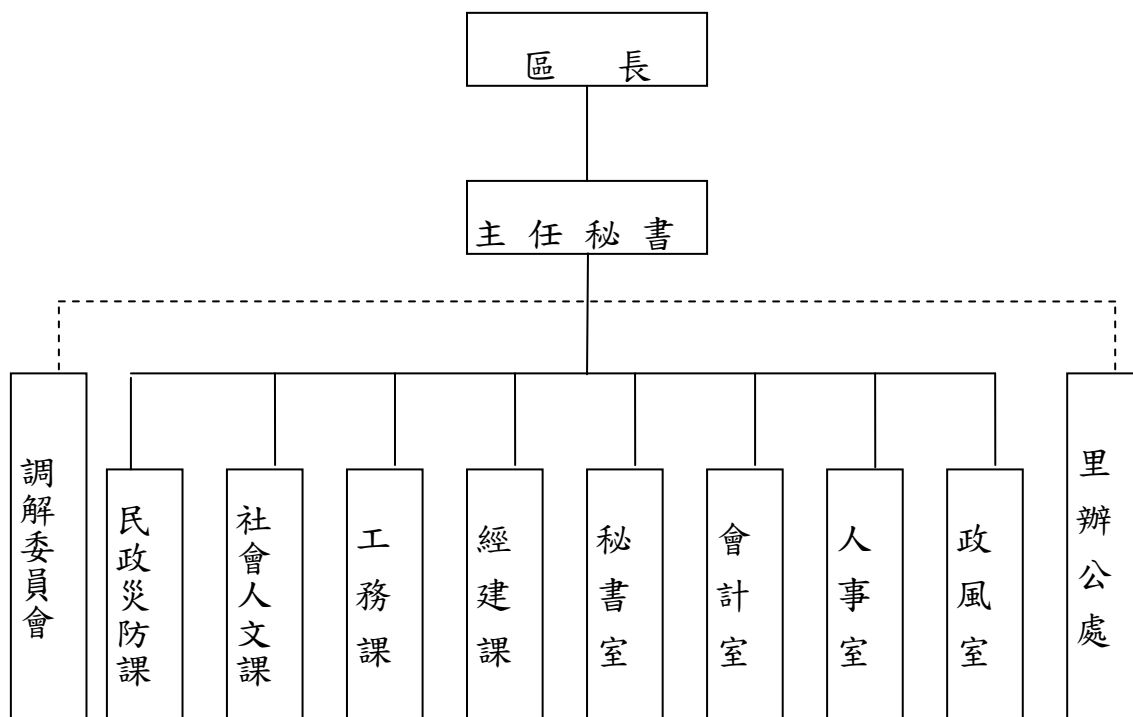 區 長
主任秘書
調解委員會
民政災防課
社會人文課
工務課
經建課
秘書室
會計室
人事室
政風室
里辦公處